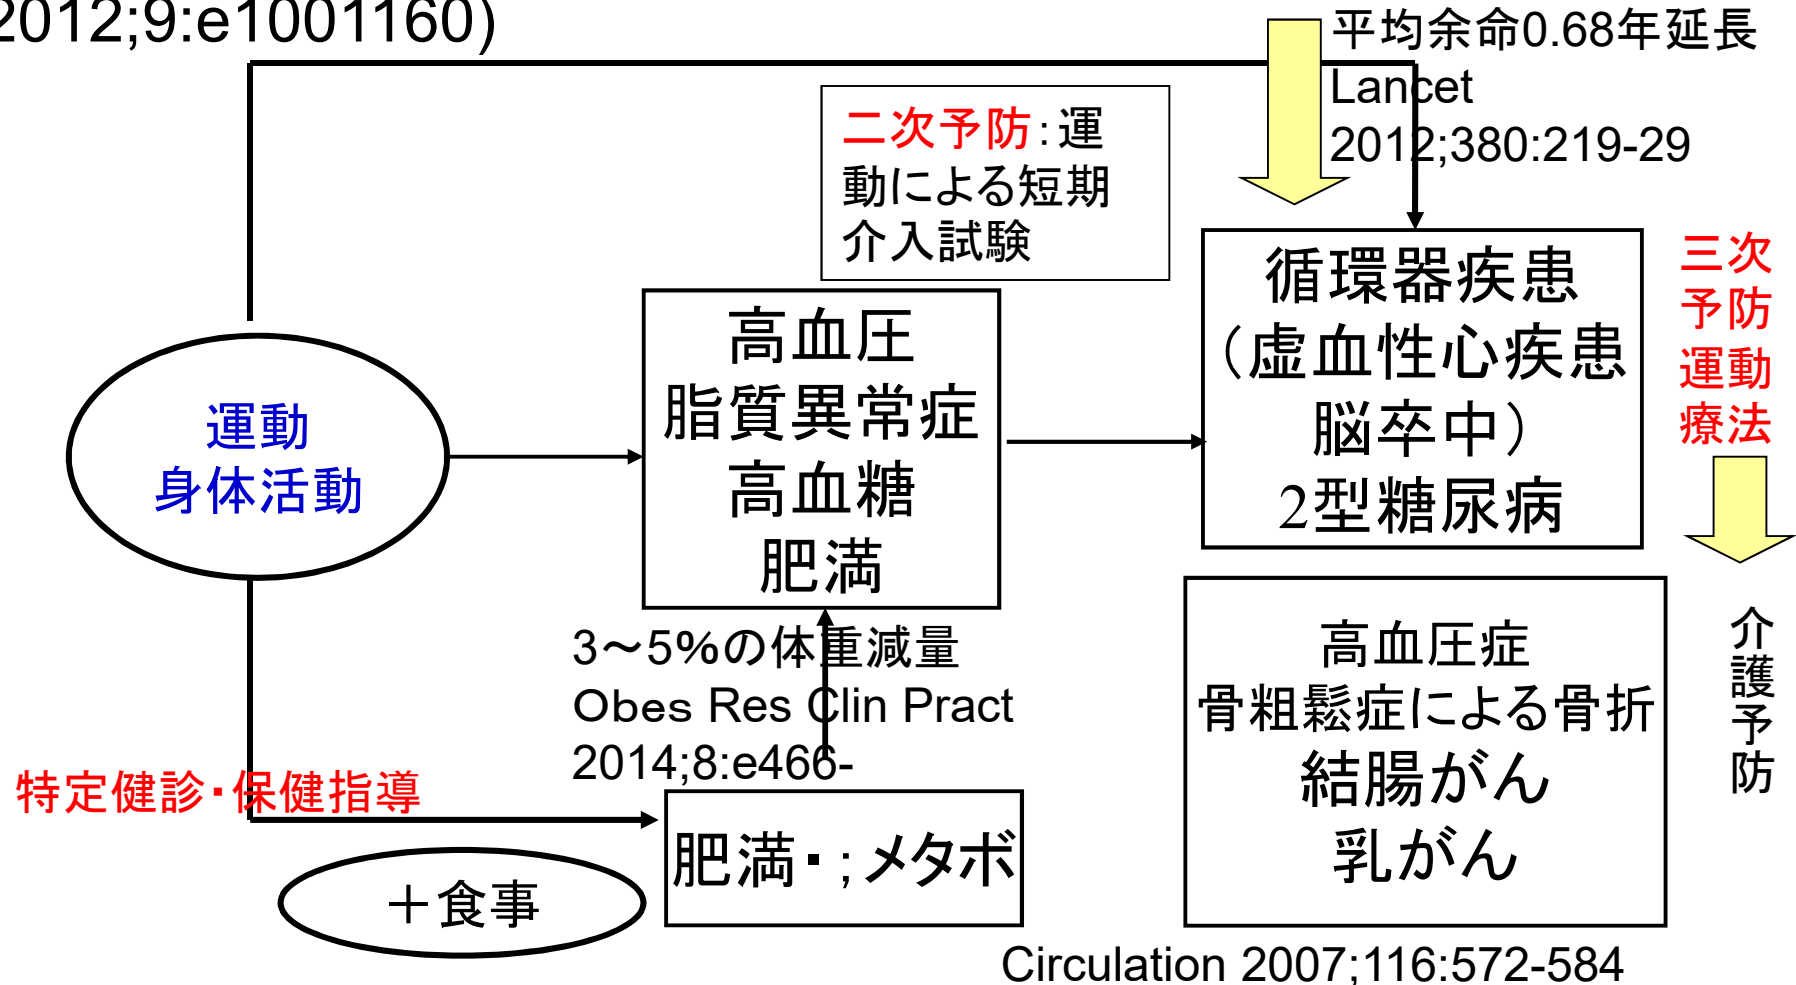 2012;9:e1001160)
平均余命0.68年延長
Lancet
2012;380:219-29
二次予防:運
動による短期
介入試験
循環器疾患
（虚血性心疾患
脳卒中）
2型糖尿病
三次
予防
運動
療法
高血圧
脂質異常症
高血糖
肥満
運動
身体活動
3～5%の体重減量
Obes Res Clin Pract
2014;8:e466-
高血圧症
骨粗鬆症による骨折
結腸がん
乳がん
介護予防
特定健診・保健指導
肥満・;メタボ
＋食事
Circulation 2007;116:572-584